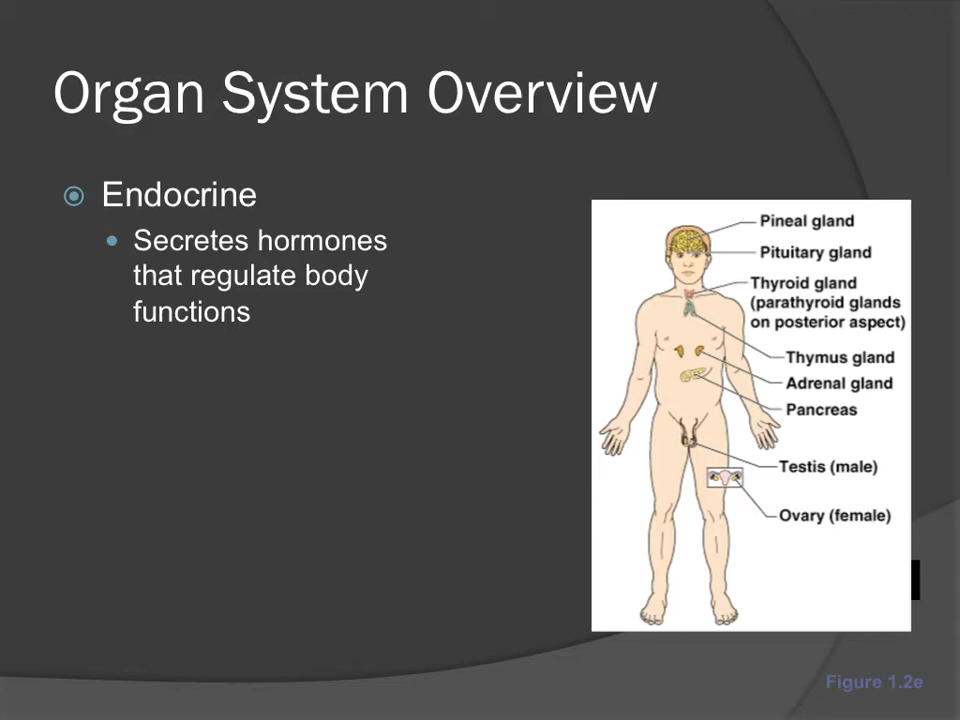 Organ System Overview
Endocrine
Secretes hormones
that regulate body
functions
Pineal gland
Pituitary gland
Thyroid gland
(parathyroid glands
on posterior aspect)
Thymus gland
Adrenal gland
Pancreas
Testis (male)
Ovary (female)
Figure 1.2e